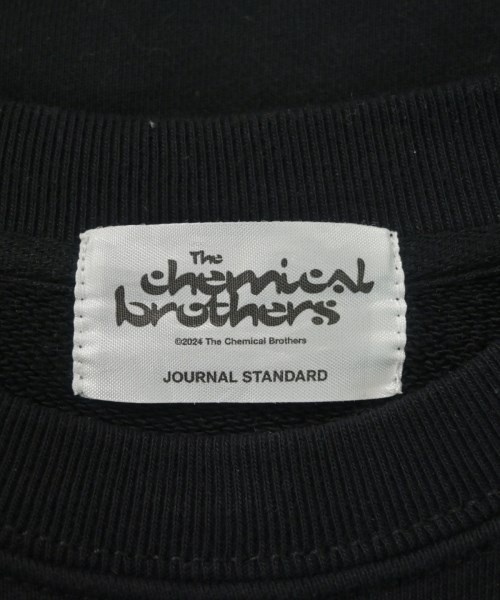 The
chemical
brothers
©2024 The Chemical Brothers
JOURNAL STANDARD